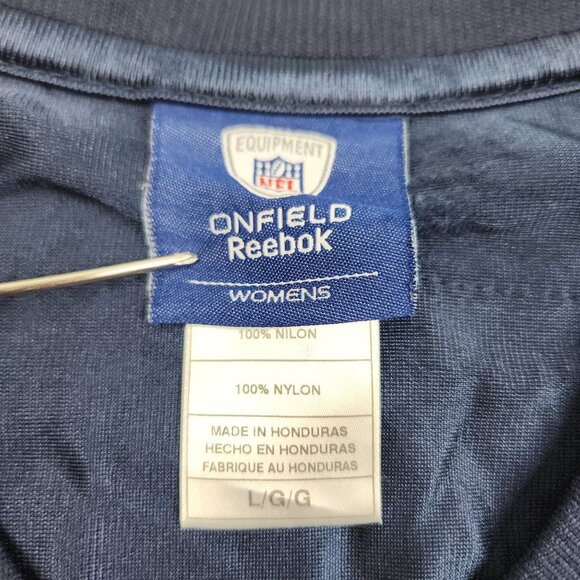 EQUIPMENT
NFL
ONFIELD
Reebok
WOMENS
100% NILON
100% NYLON
MADE IN HONDURAS
HECHO EN HONDURAS
FABRIQUE AU HONDURAS
L/G/G